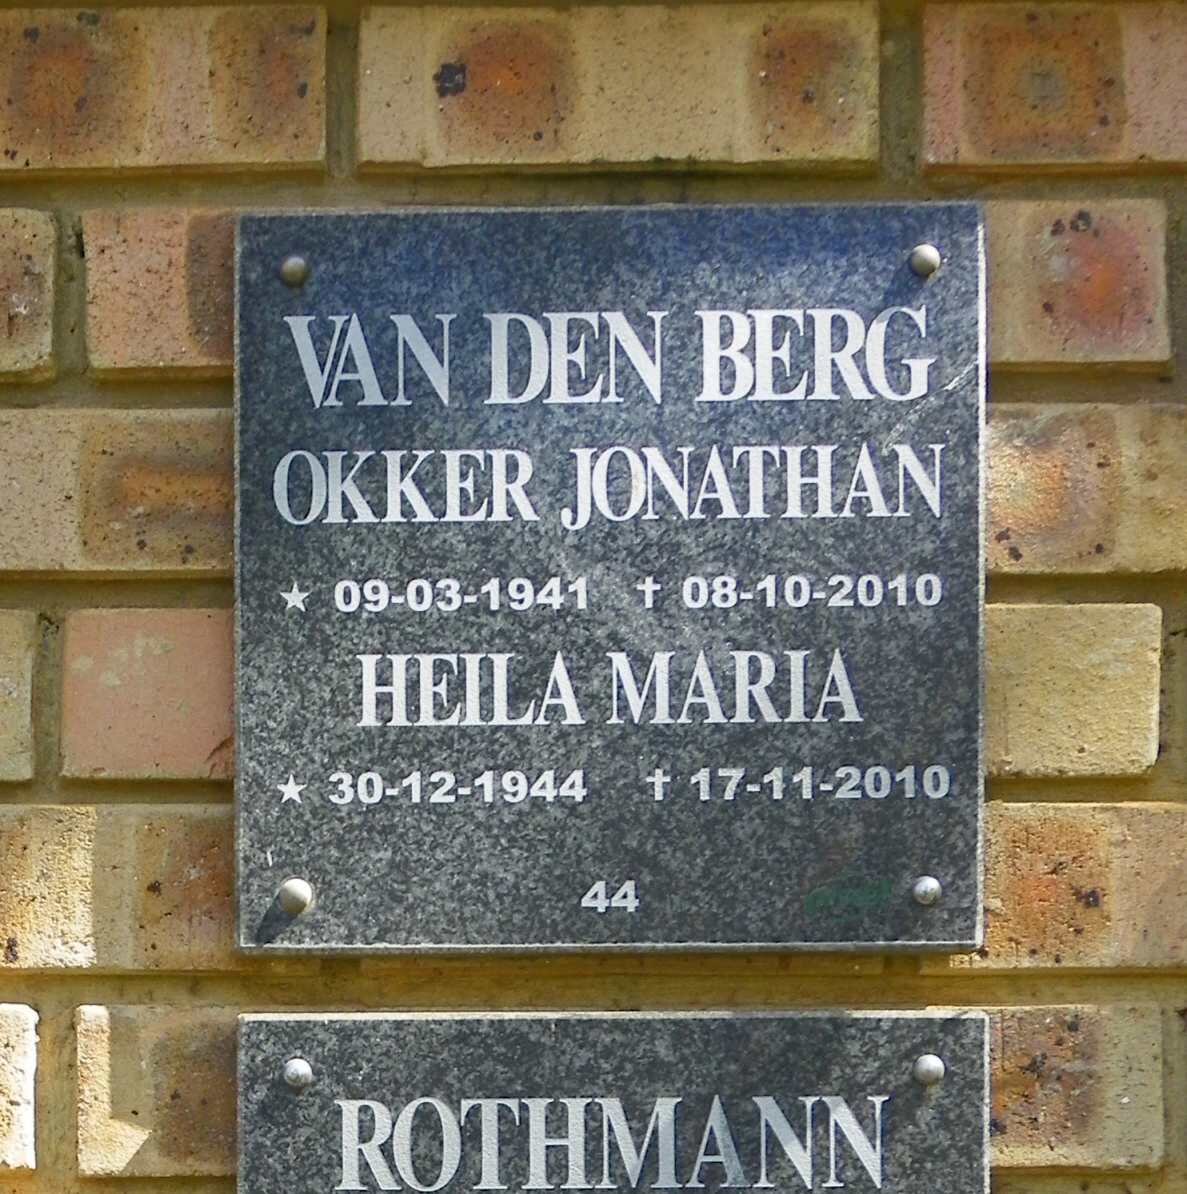 VAN DEN BERG
OKKER JONATHAN
★ 09-03-1941 † 08-10-2010
HEILA MARIA
★ 30-12-1944 † 17-11-2010
44
ROTHMANN